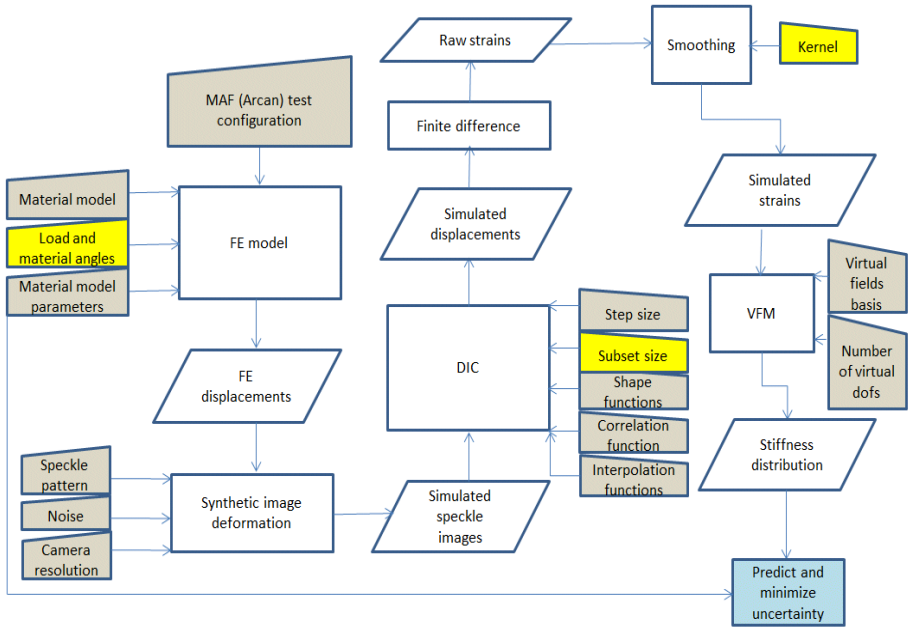 Raw strains
Smoothing
Kernel
MAF (Arcan) test
configuration
Finite difference
Material model
Load and
material angles
Material model
parameters
FE model
Simulated
displacements
Simulated
strains
Virtual
fields
basis
VFM
Number
of virtual
dofs
Step size
Subset size
Shape
functions
Correlation
function
Interpolation
functions
DIC
FE
displacements
Stiffness
distribution
Speckle
pattern
Noise
Camera
resolution
Synthetic image
deformation
Simulated
speckle
images
Predict and
minimize
uncertainty